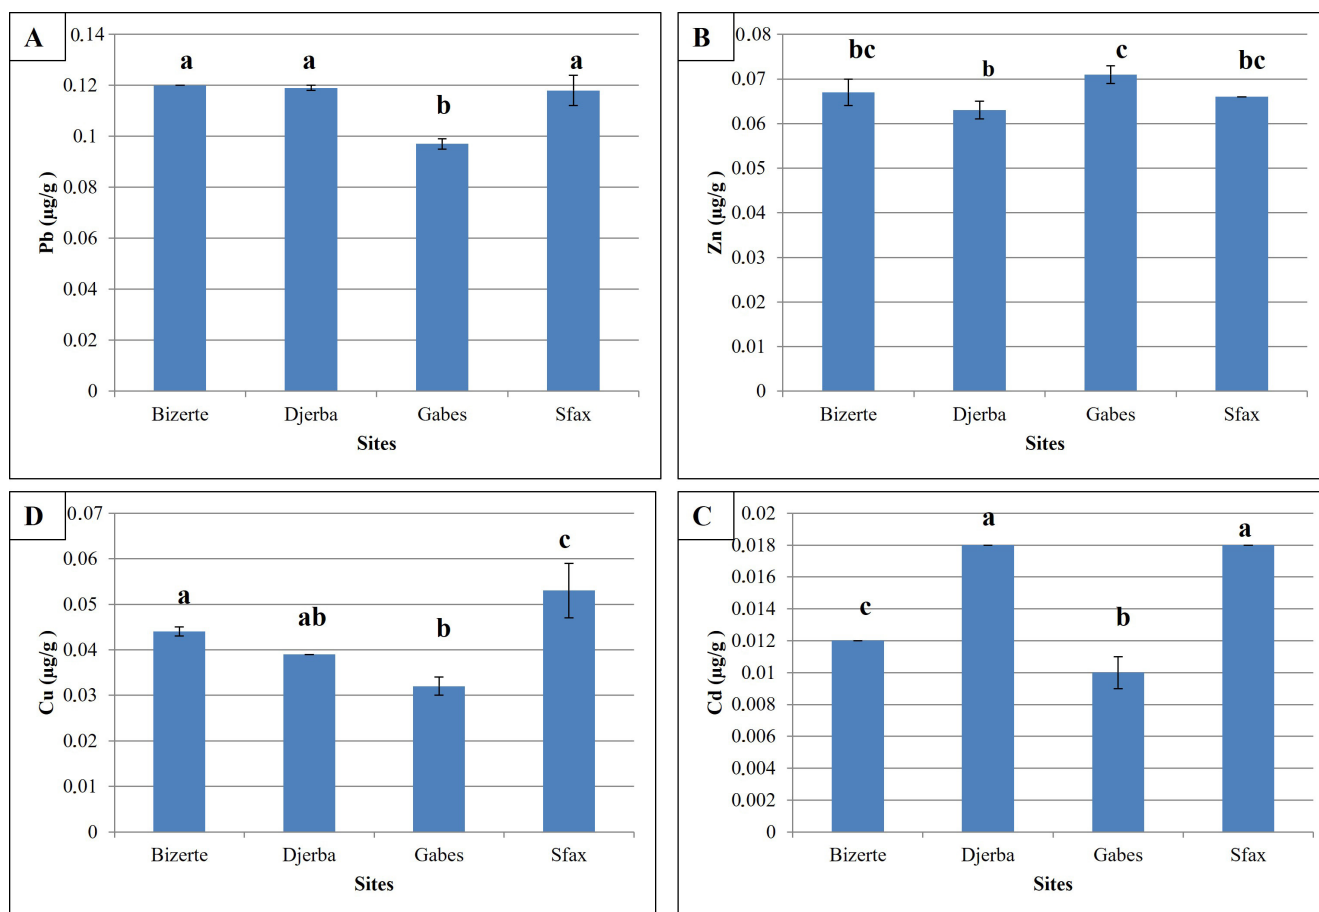 A
Pb (µg/g )
0.14
0.12
0.1
0.12
0.04
0.02
0
a
a
b
a
Bizerte
Djerba
Gabes
Sfax
Sites
B
Zn (µg/g )
0.08
0.07
0.06
0.05
0.04
0.03
0.02
0.01
0
bc
b
c
bc
Bizerte
Djerba
Gabes
Sfax
Sites
D
Cu (µg/g )
0.07
0.06
0.05
0.04
0.03
0.02
0.01
0
a
ab
b
c
Bizerte
Djerba
Gabes
Sfax
Sites
C
Cd (µg/g )
0.02
0.018
0.016
0.014
0.012
0.01
0.008
0.006
0.004
0.002
0
c
a
b
a
Bizerte
Djerba
Gabes
Sfax
Sites